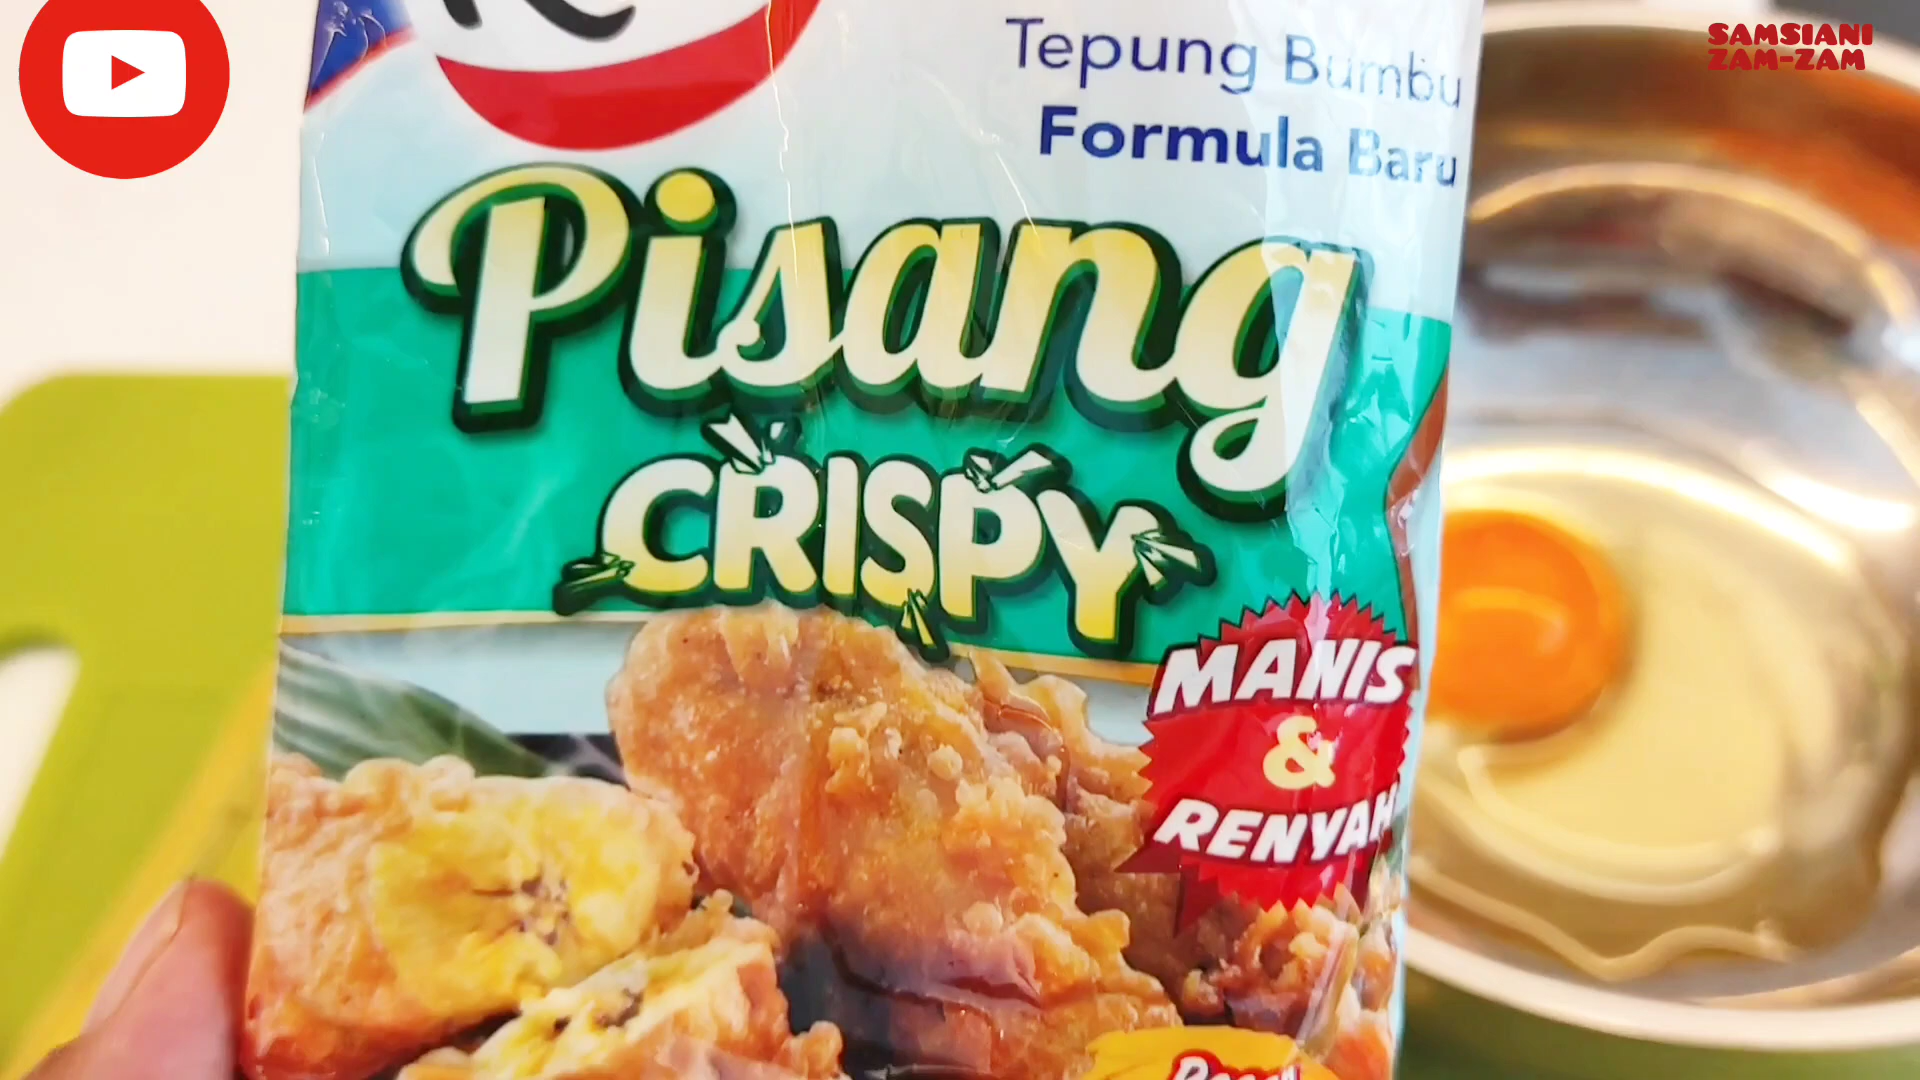 SAMSIANI
ZAM-ZAM
Tepung Bumbu
Formula Baru
Pisang
CRISPY
MANIS
&
RENYAH